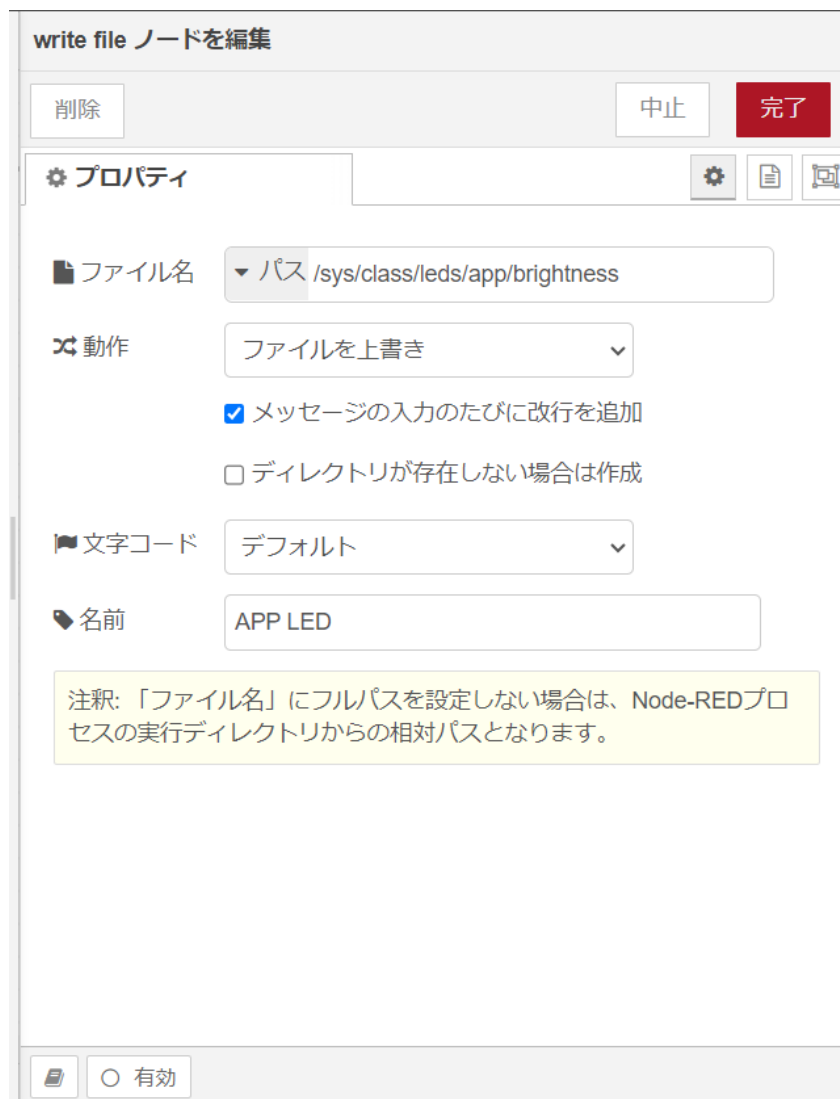 write file ノードを編集
削除
中止
完了
プロパティ
ファイル名
パス /sys/class/leds/app/brightness
動作
ファイルを上書き
メッセージの入力のたびに改行を追加
ディレクトリが存在しない場合は作成
文字コード
デフォルト
名前
APP LED
注釈: 「ファイル名」にフルパスを設定しない場合は、Node-REDプロ
セスの実行ディレクトリからの相対パスとなります。
有効